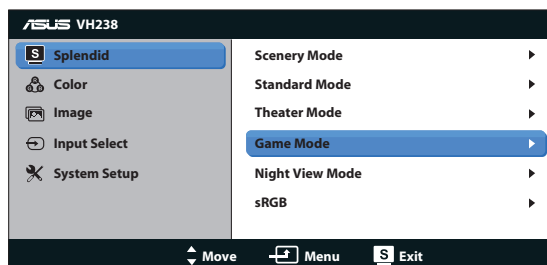 ASUS VH238
S Splendid
Color
Image
Input Select
System Setup
Scenery Mode
Standard Mode
Theater Mode
Game Mode
Night View Mode
sRGB
Move Menu S Exit